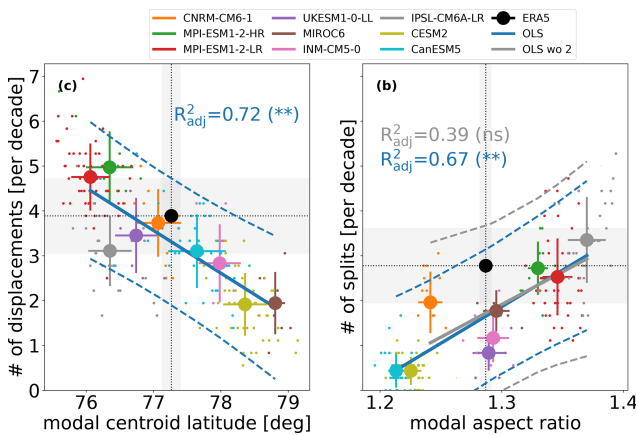 CNRM-CM6-1 UKESM1-0-LL IPSL-CM6A-LR ERA5
MPI-ESM1-2-HR MIROC6 CESM2 OLS
MPI-ESM1-2-LR INM-CM5-0 CanESM5 OLS wo 2
(c)
R²adj=0.72 (**)
# of displacements [per decade]
7
6
5
4
3
2
1
0
76 77 78 79
modal centroid latitude [deg]
(b)
R²adj=0.39 (ns)
R²adj=0.67 (**)
# of splits [per decade]
1.2 1.3 1.4
modal aspect ratio